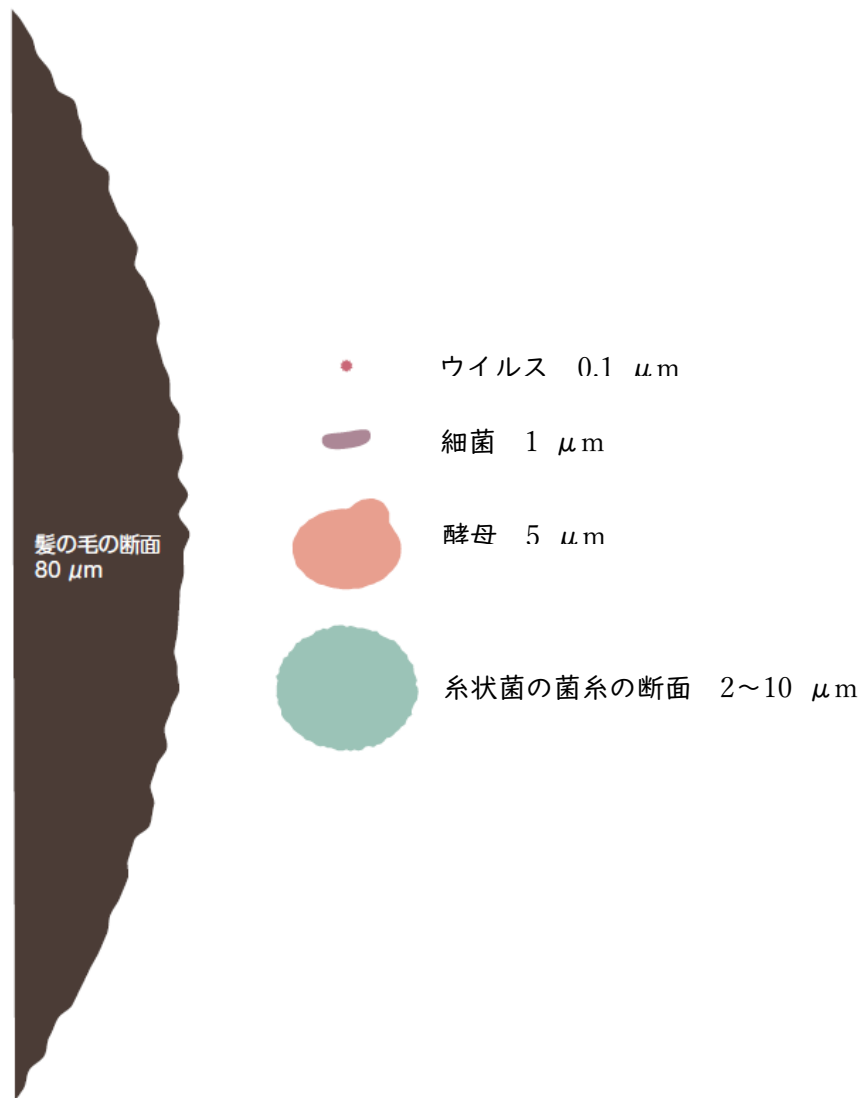 ウイルス　0.1 μm
細菌　1 μm
酵母　5 μm
髪の毛の断面
80 μm
糸状菌の菌糸の断面　2～10 μm